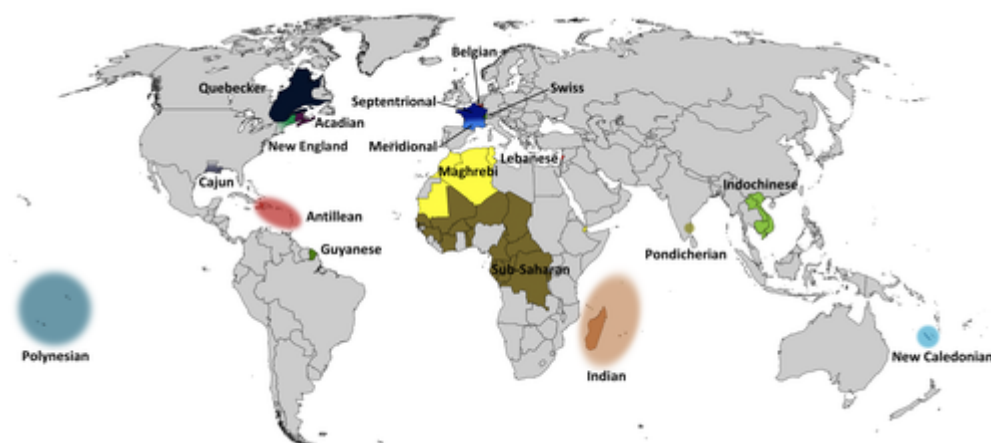 Belgian
Quebecker
Swiss
Septentrional
Acadian
New England
Meridional
Lebanese
Maghrebi
Cajun
Indochinese
Antillean
Guyanese
Pondicherian
Sub-Saharan
Polynesian
New Caledonian
Indian